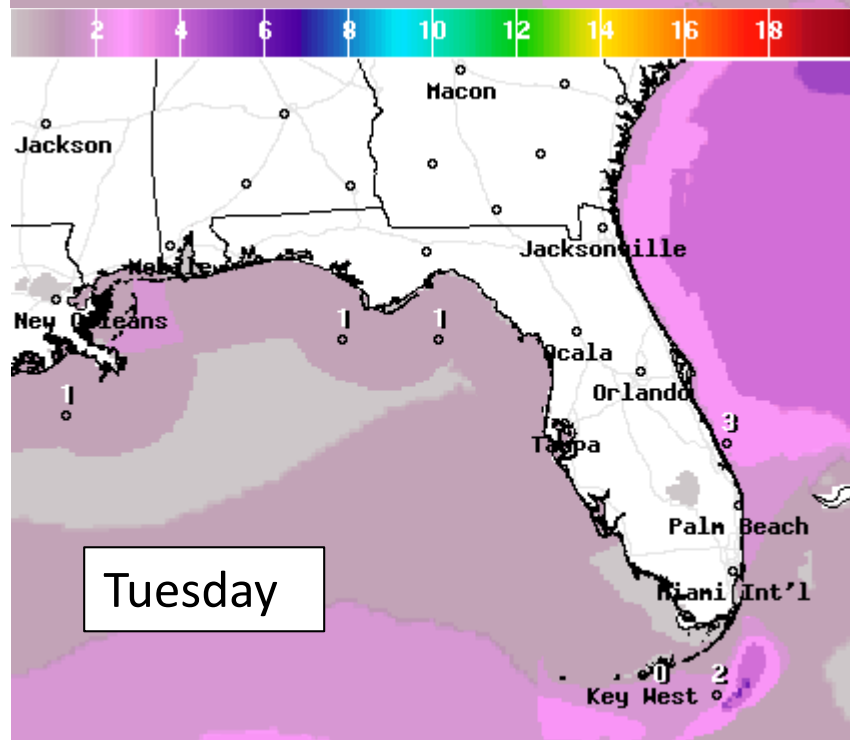 2 4 6 8 10 12 14 16 18
Macon
Jackson
Jacksonville
Mobile
New Orleans
1 1
Ocala
Orlando
1
3
Tampa
Palm Beach
Tuesday
Miami Int'l
0 2
Key West